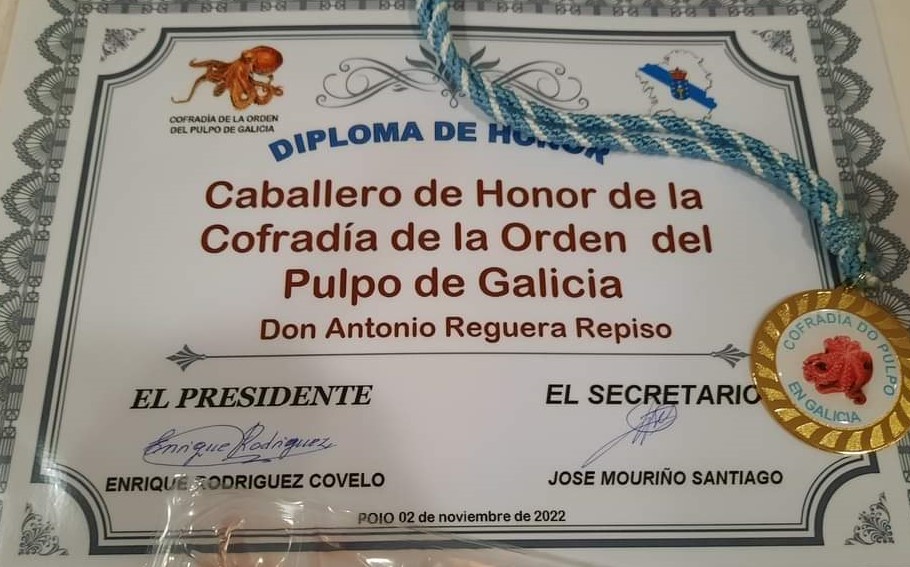 COFRADÍA DE LA ORDEN
DEL PULPO DE GALICIA
DIPLOMA DE HONOR
Caballero de Honor de la
Cofradía de la Orden del
Pulpo de Galicia
Don Antonio Reguera Repiso
EL PRESIDENTE
EL SECRETARIO
Enrique Rodriguez
ENRIQUE RODRIGUEZ COVELO
JOSE MOURIÑO SANTIAGO
POIO 02 de noviembre de 2022
COFRADIA DO PULPO
EN GALICIA